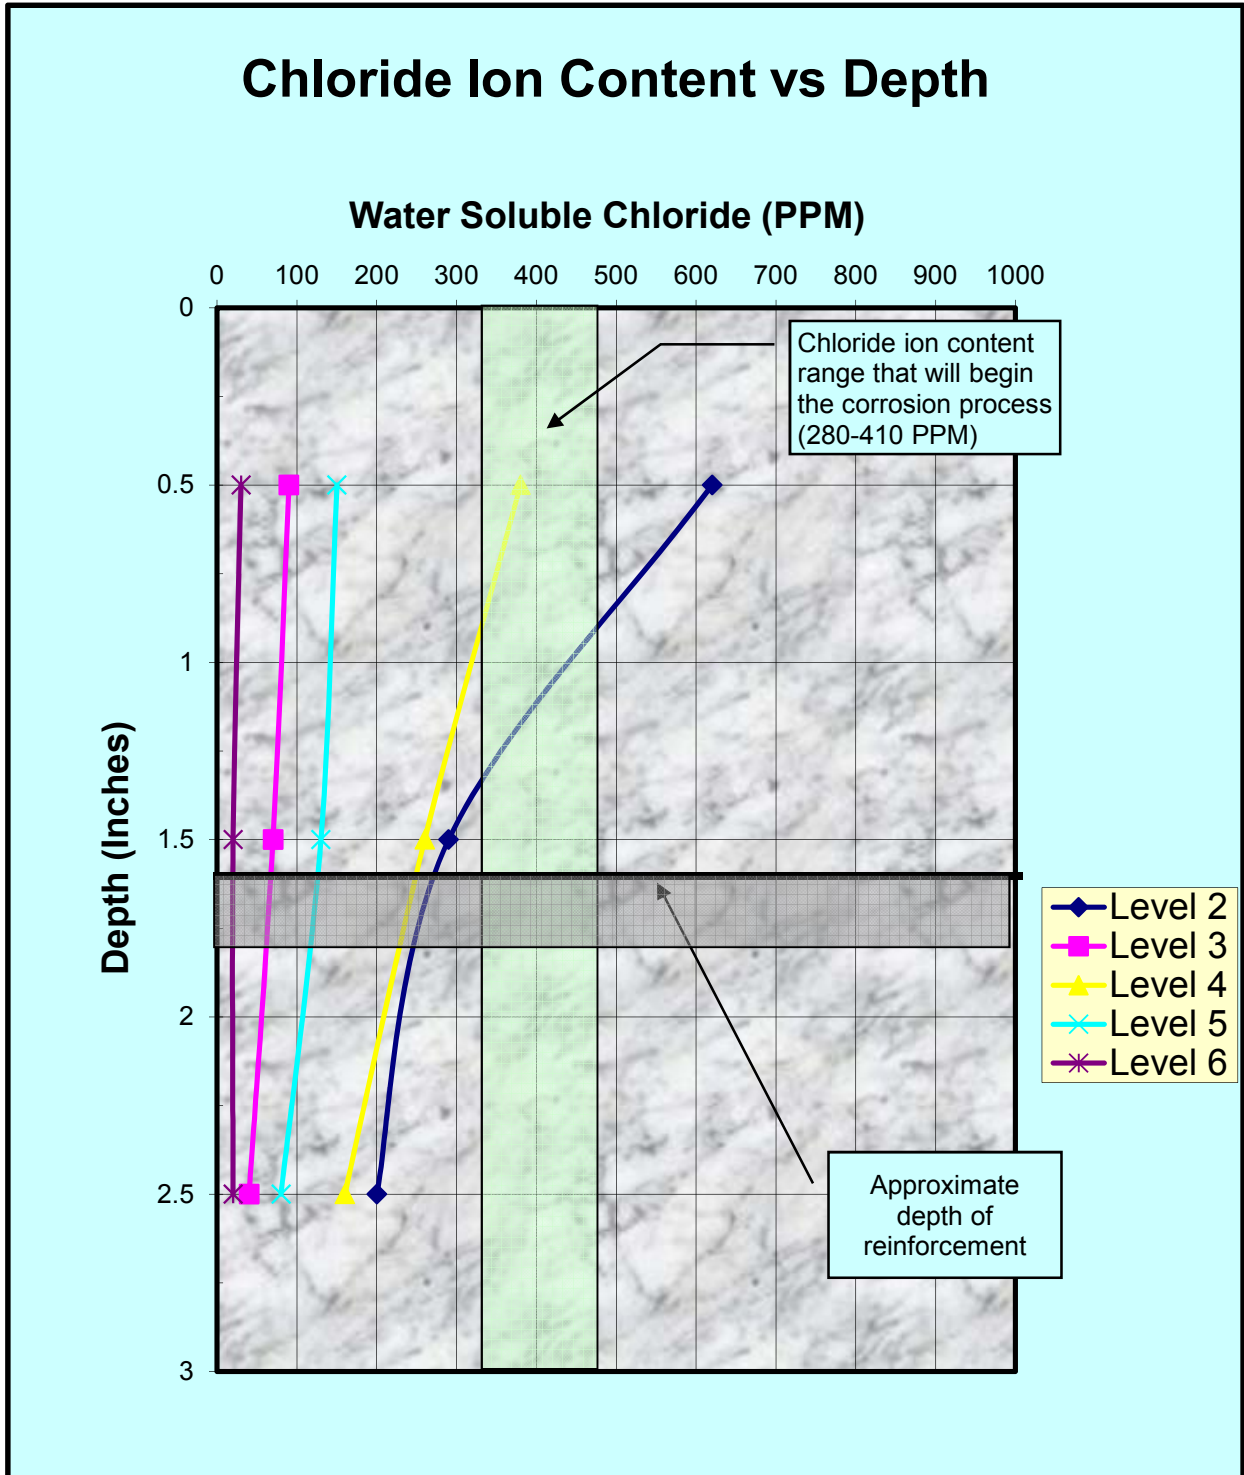 Chloride Ion Content vs Depth
Water Soluble Chloride (PPM)
0 100 200 300 400 500 600 700 800 900 1000
0
0.5
1
1.5
2
2.5
3
Depth (Inches)
Chloride ion content
range that will begin
the corrosion process
(280-410 PPM)
Level 2
Level 3
Level 4
Level 5
Level 6
Approximate
depth of
reinforcement